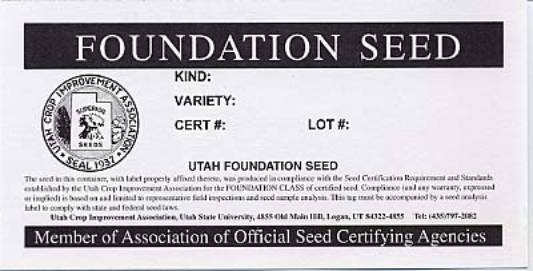 FOUNDATION SEED
KIND:
VARIETY:
CERT #: LOT #:
UTAH CROP IMPROVEMENT ASSOCIATION
SUPERIOR
SEEDS
SEAL 1937
UTAH FOUNDATION SEED
The seed in this container, with label properly affixed thereto, was produced in compliance with the Seed Certification Requirement and Standards
established by the Utah Crop Improvement Association for the FOUNDATION CLASS of certified seed. Compliance (and any warranty, expressed
or implied) is based on and limited to representative field inspections and seed sample analysis. This tag must be accompanied by a seed analysis
label to comply with state and federal seed laws.
Utah Crop Improvement Association, Utah State University, 4855 Old Main Hill, Logan, UT 84322-4855 Tel: (435)797-2082
Member of Association of Official Seed Certifying Agencies